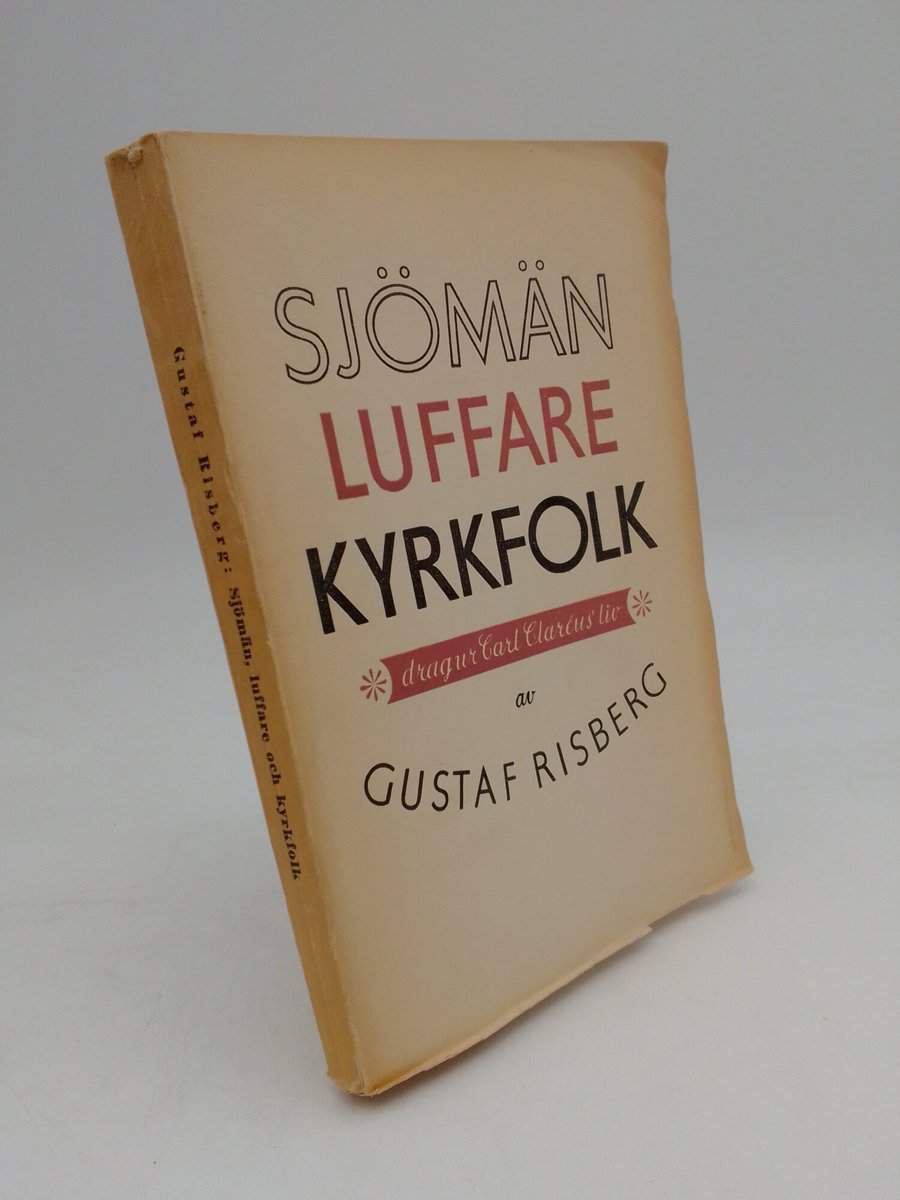 SJÖMÄN
LUFFARE
KYRKFOLK
drag ur Carl Claréus' liv
av
GUSTAF RISBERG
Gustaf Risberg: Sjömän, luffare och kyrkfolk